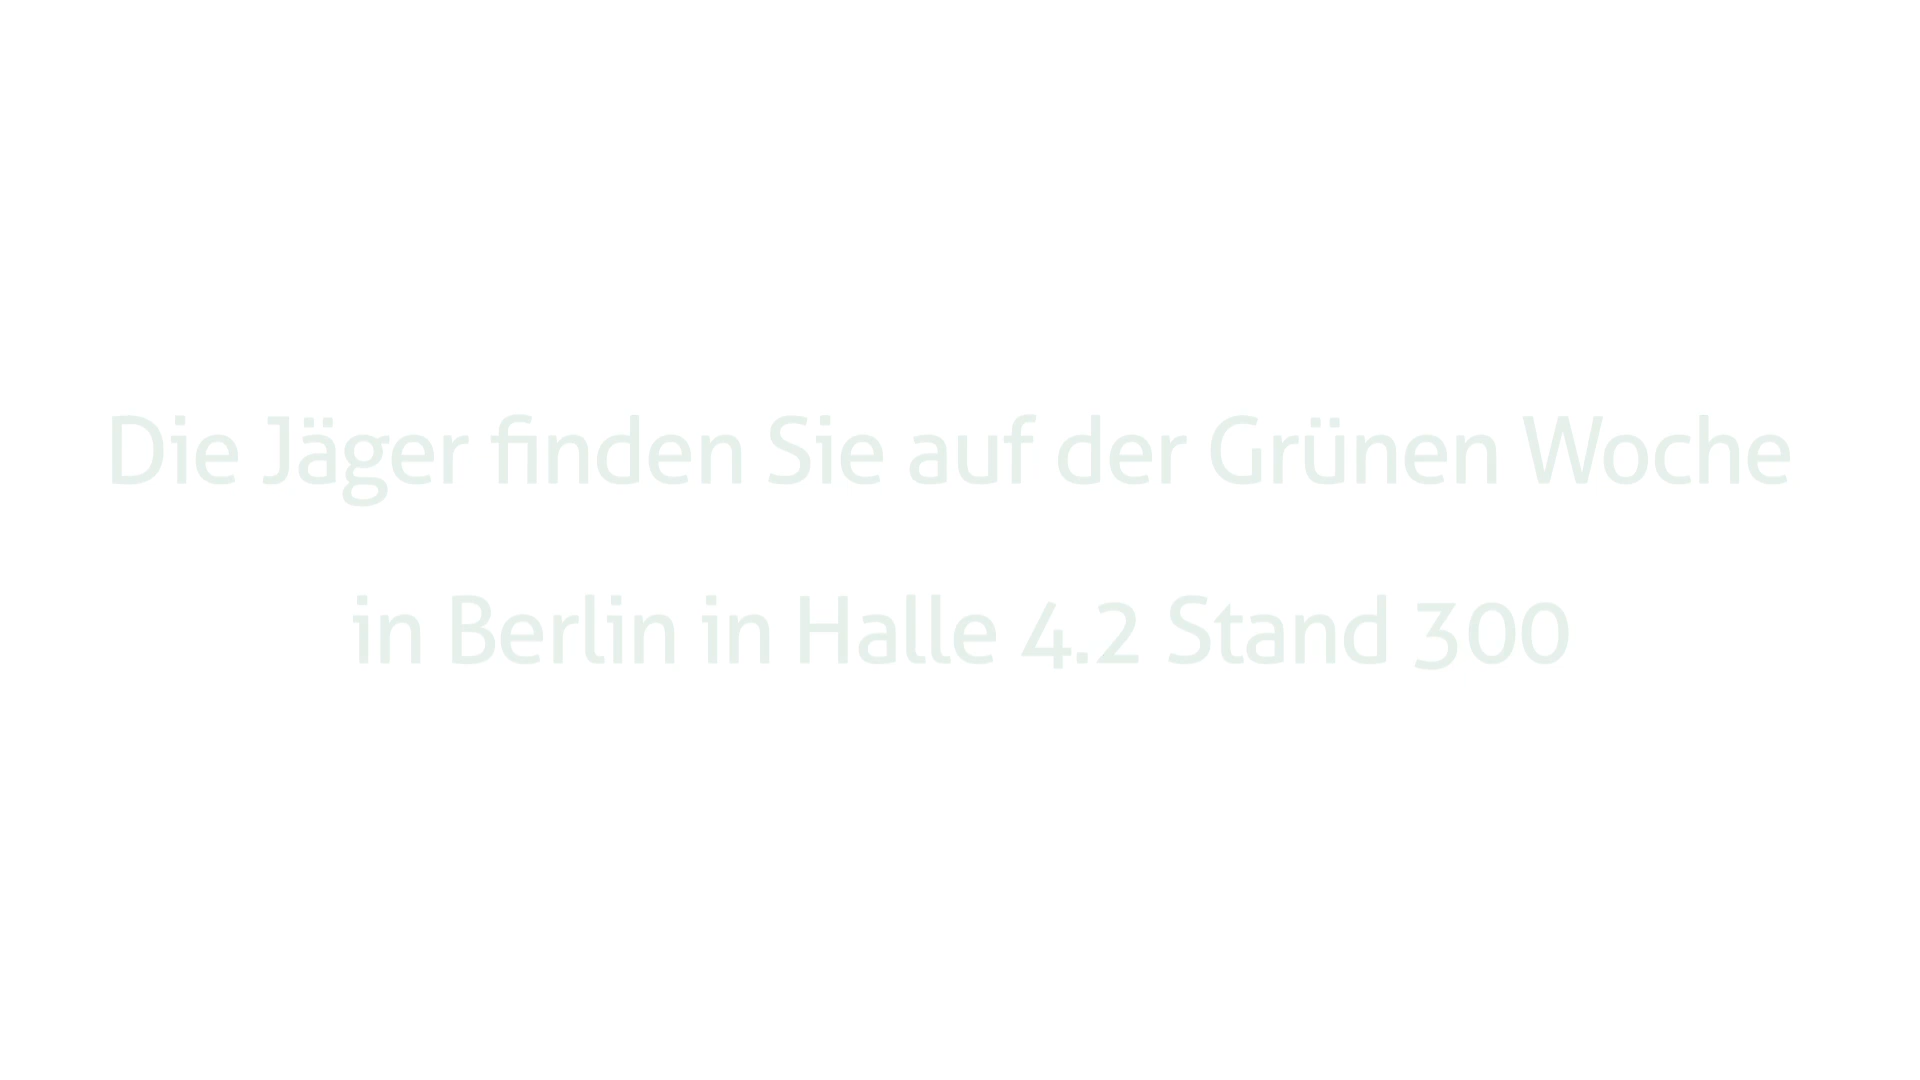 Die Jäger finden Sie auf der Grünen Woche
in Berlin in Halle 4.2 Stand 300